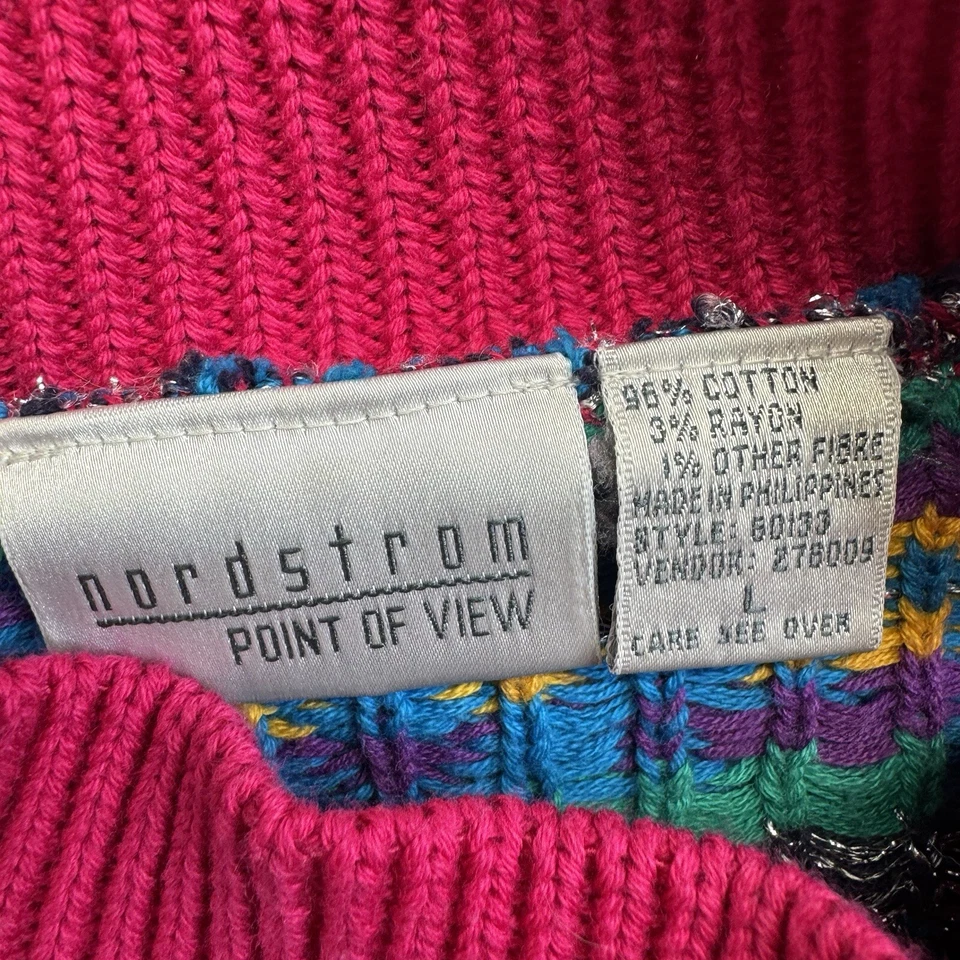 nordstrom
POINT OF VIEW
96% COTTON
3% RAYON
1% OTHER FIBRE
MADE IN PHILIPPINES
STYLE: 60133
VENDOR: 276009
L
CARE SEE OVER